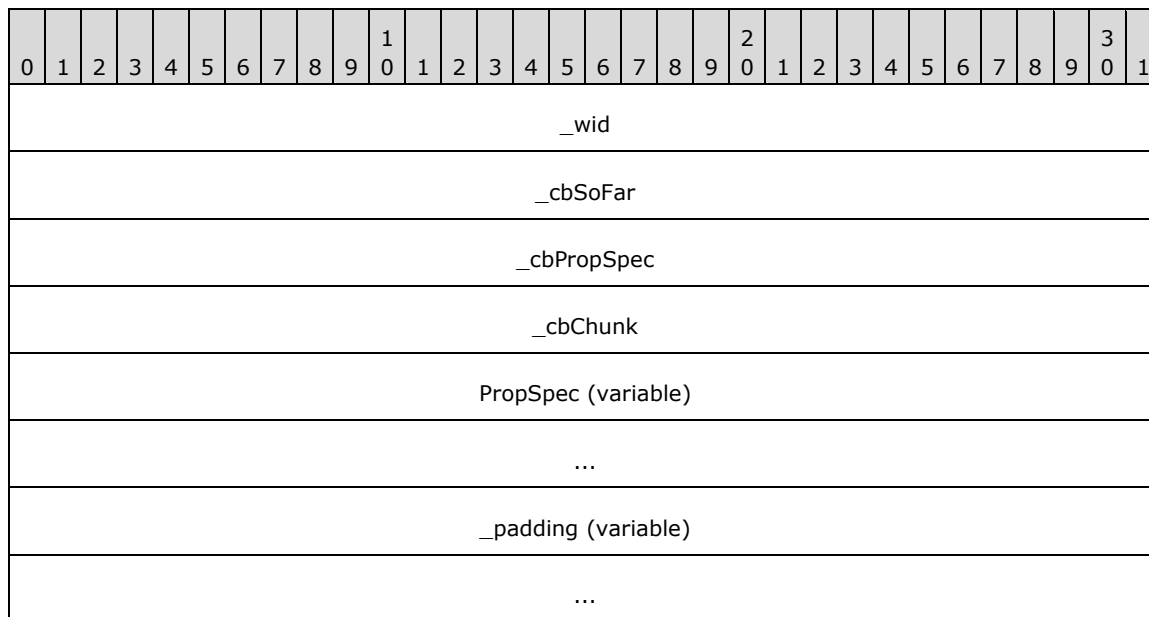 1 2 3
0 1 2 3 4 5 6 7 8 9 0 1 2 3 4 5 6 7 8 9 0 1 2 3 4 5 6 7 8 9 0 1
_wid
_cbSoFar
_cbPropSpec
_cbChunk
PropSpec (variable)
...
_padding (variable)
...